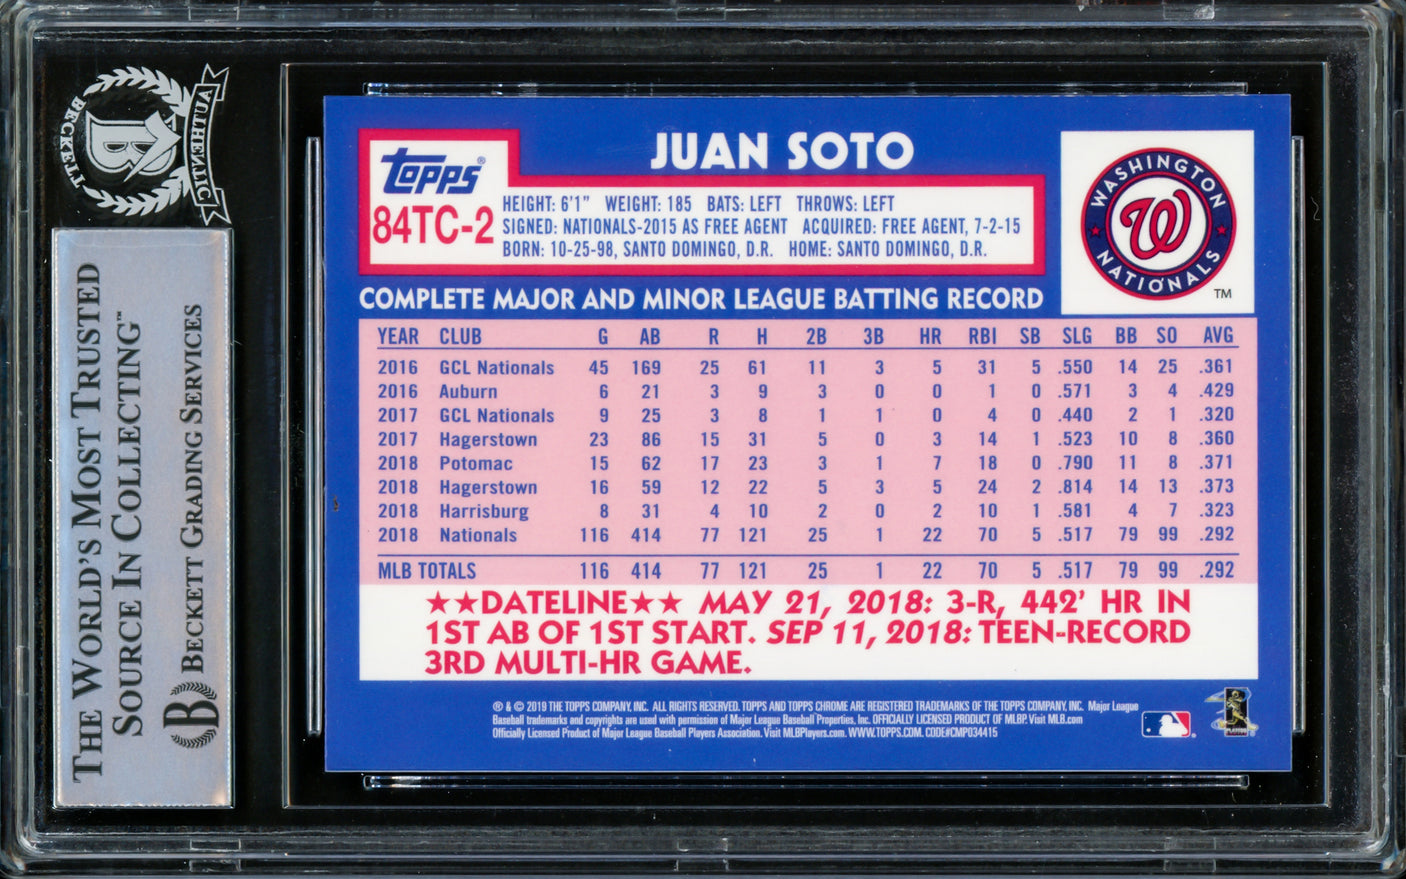 BECKETT
AUTHENTIC
B
THE WORLD'S MOST TRUSTED
SOURCE IN COLLECTING™
BECKETT GRADING SERVICES
B
JUAN SOTO
topps®
84TC-2
HEIGHT: 6'1" WEIGHT: 185 BATS: LEFT THROWS: LEFT
SIGNED: NATIONALS-2015 AS FREE AGENT ACQUIRED: FREE AGENT, 7-2-15
BORN: 10-25-98, SANTO DOMINGO, D.R. HOME: SANTO DOMINGO, D.R.
WASHINGTON
W
NATIONALS
TM
COMPLETE MAJOR AND MINOR LEAGUE BATTING RECORD
YEAR CLUB G AB R H 2B 3B HR RBI SB SLG BB SO AVG
2016 GCL Nationals 45 169 25 61 11 3 5 31 5 .550 14 25 .361
2016 Auburn 6 21 3 9 3 0 0 1 0 .571 3 4 .429
2017 GCL Nationals 9 25 3 8 1 1 0 4 0 .440 2 1 .320
2017 Hagerstown 23 86 15 31 5 0 3 14 1 .523 10 8 .360
2018 Potomac 15 62 17 23 3 1 7 18 0 .790 11 8 .371
2018 Hagerstown 16 59 12 22 5 3 5 24 2 .814 14 13 .373
2018 Harrisburg 8 31 4 10 2 0 2 10 1 .581 4 7 .323
2018 Nationals 116 414 77 121 25 1 22 70 5 .517 79 99 .292
MLB TOTALS 116 414 77 121 25 1 22 70 5 .517 79 99 .292
★★DATELINE★★ MAY 21, 2018: 3-R, 442' HR IN
1ST AB OF 1ST START. SEP 11, 2018: TEEN-RECORD
3RD MULTI-HR GAME.
® & © 2019 THE TOPPS COMPANY, INC. ALL RIGHTS RESERVED. TOPPS AND TOPPS CHROME ARE REGISTERED TRADEMARKS OF THE TOPPS COMPANY, INC. Major League
Baseball trademarks and copyrights are used with permission of Major League Baseball Properties, Inc. OFFICIALLY LICENSED PRODUCT OF MLBP. Visit MLB.com
Officially Licensed Product of Major League Baseball Players Association. Visit MLBPlayers.com. WWW.TOPPS.COM. CODE#CMP034415